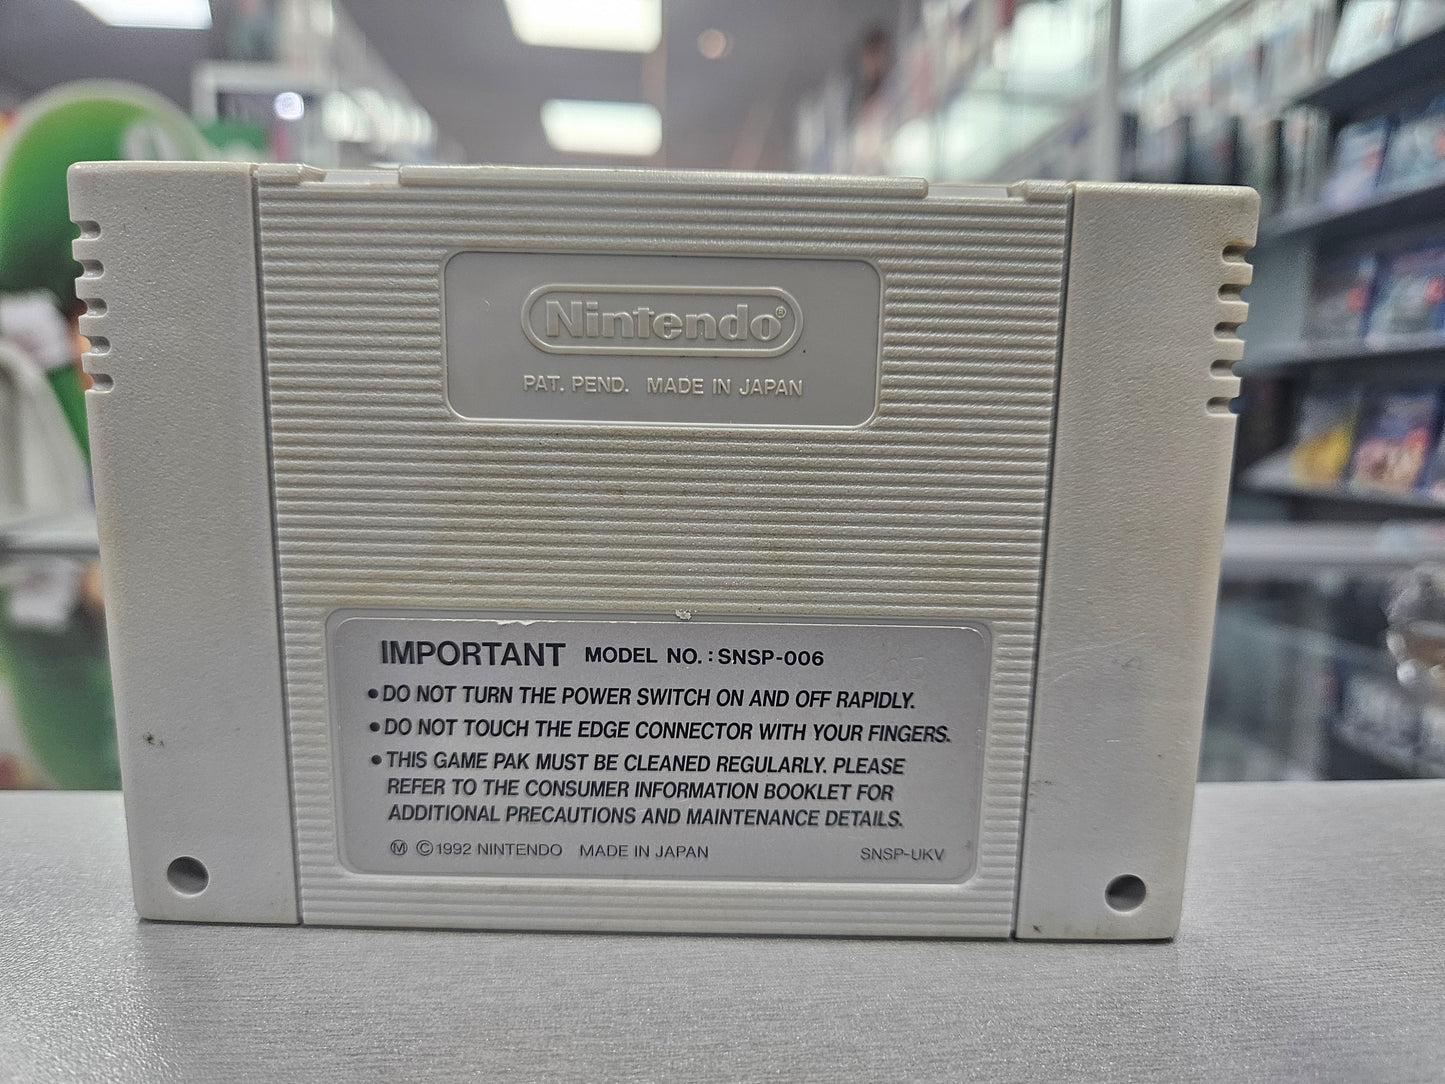 Nintendo®
PAT. PEND. MADE IN JAPAN
IMPORTANT MODEL NO. : SNSP-006
• DO NOT TURN THE POWER SWITCH ON AND OFF RAPIDLY.
• DO NOT TOUCH THE EDGE CONNECTOR WITH YOUR FINGERS.
• THIS GAME PAK MUST BE CLEANED REGULARLY. PLEASE
REFER TO THE CONSUMER INFORMATION BOOKLET FOR
ADDITIONAL PRECAUTIONS AND MAINTENANCE DETAILS.
Ⓜ ©1992 NINTENDO MADE IN JAPAN SNSP-UKV